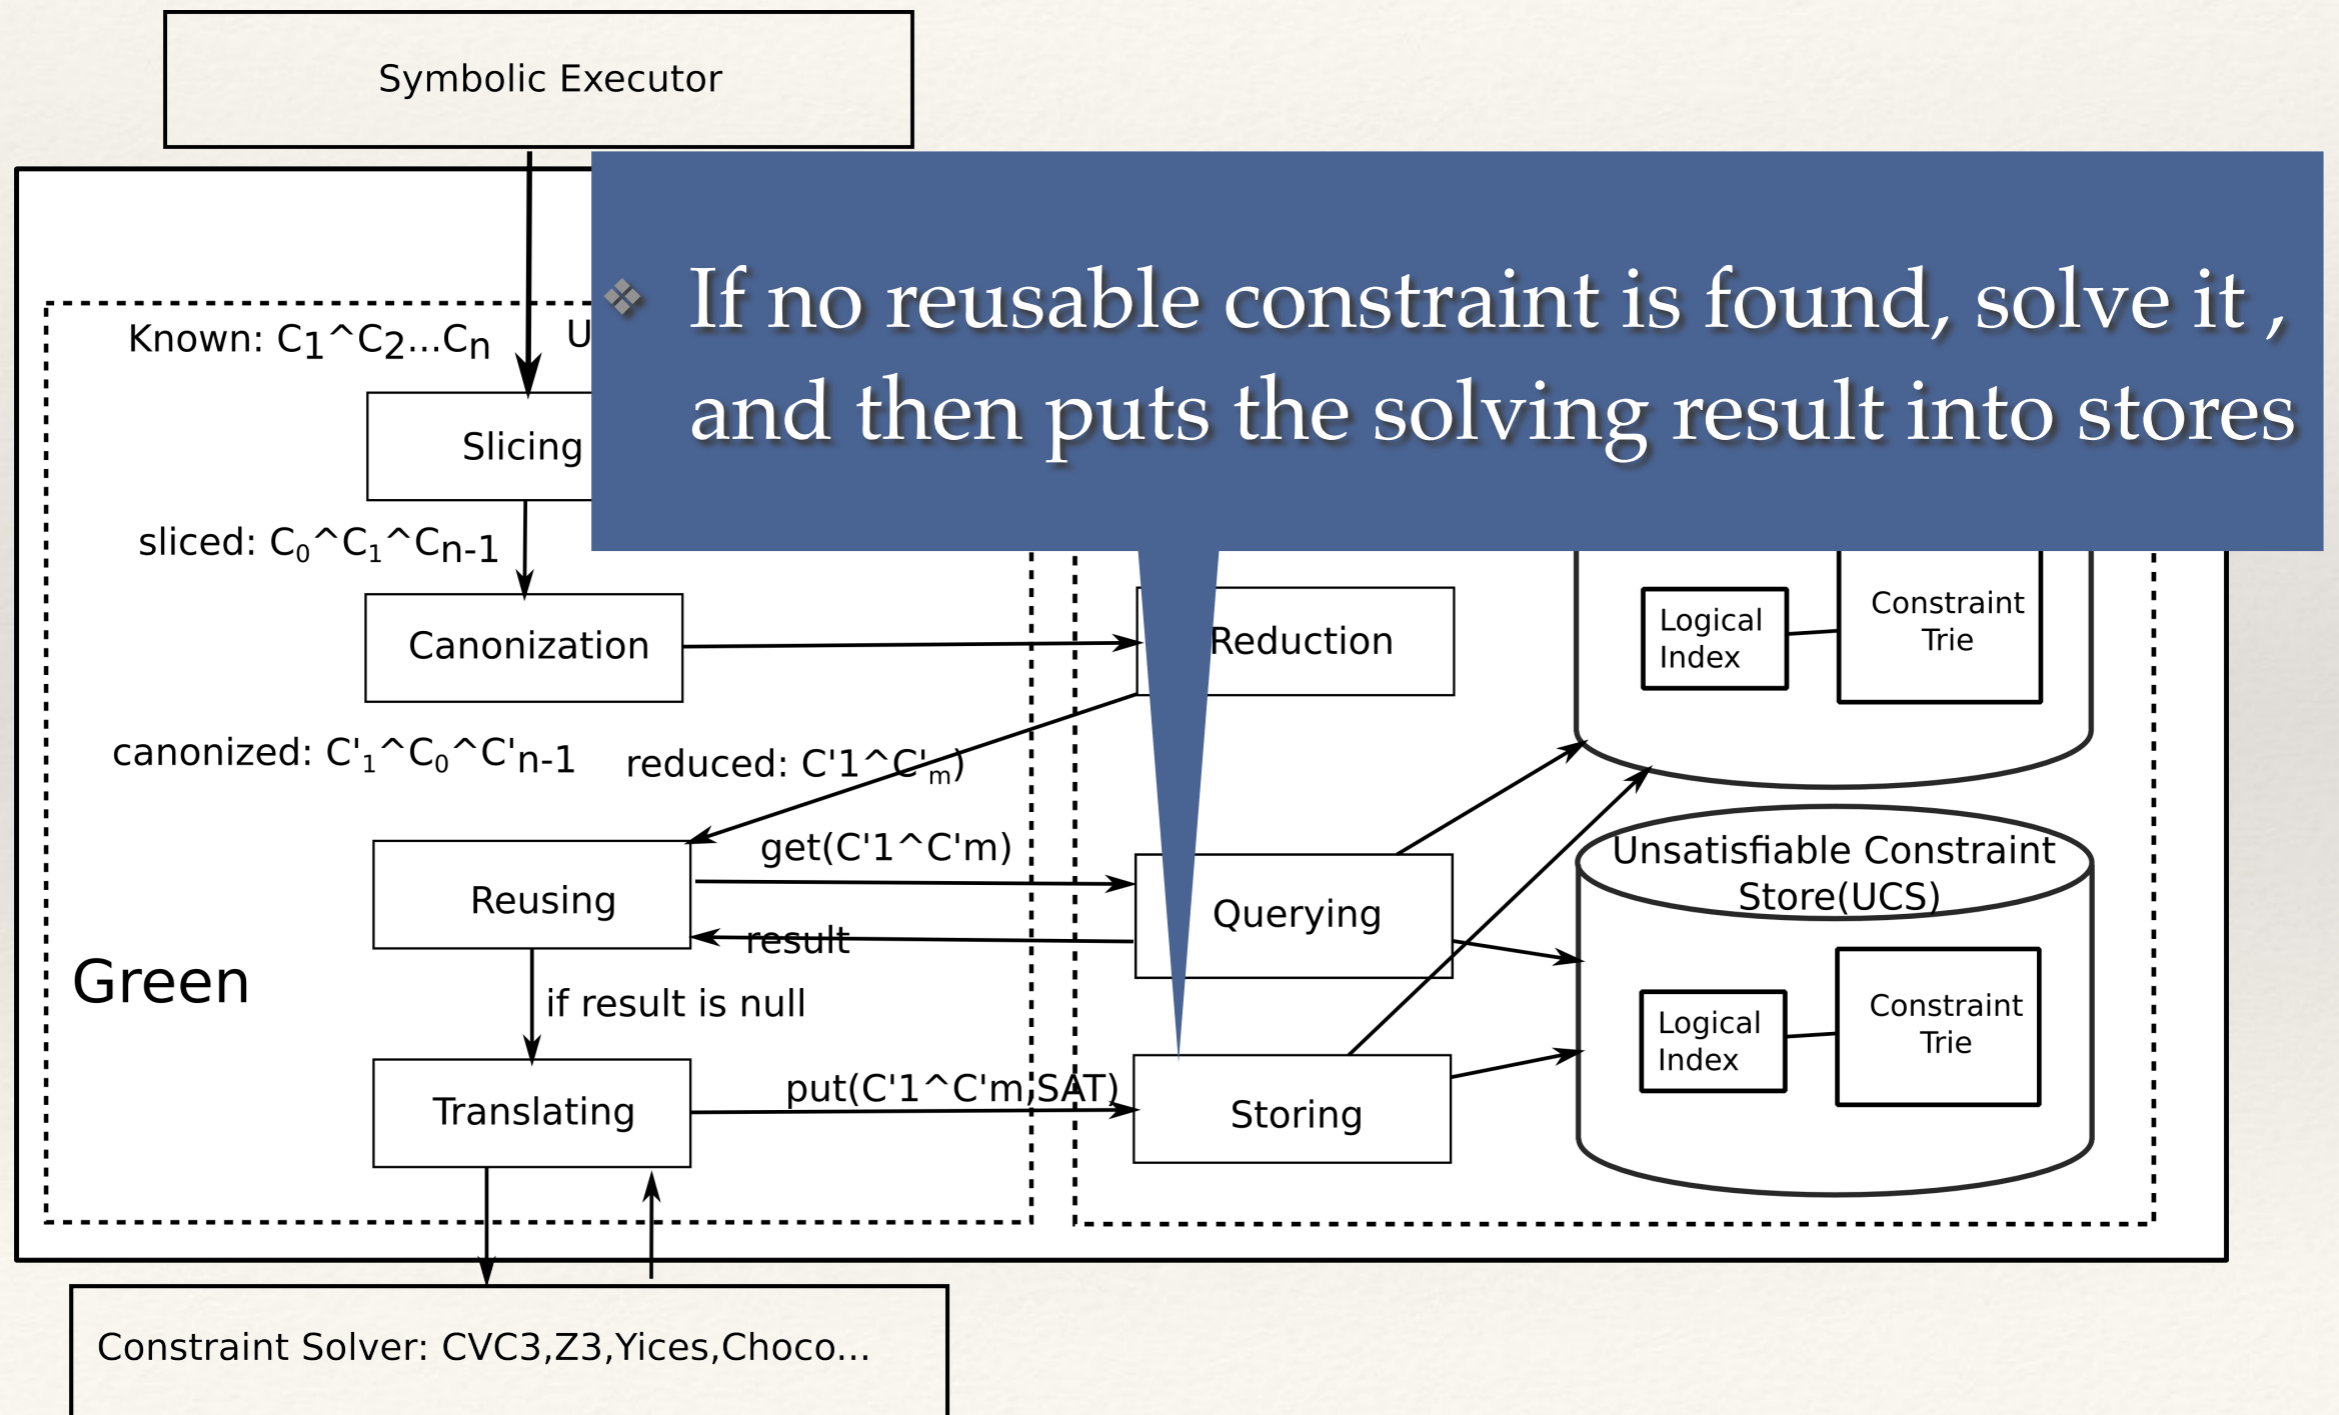 Symbolic Executor
If no reusable constraint is found, solve it ,
and then puts the solving result into stores
Known: C₁^C₂...Cn
U
Slicing
sliced: C₀^C₁^Cn-1
Canonization
Reduction
Logical
Index
Constraint
Trie
canonized: C'₁^C₀^C'n-1
reduced: C'1^C'ₘ)
get(C'1^C'm)
Reusing
result
Querying
Unsatisfiable Constraint
Store(UCS)
Green
if result is null
Logical
Index
Constraint
Trie
Translating
put(C'1^C'm,SAT)
Storing
Constraint Solver: CVC3,Z3,Yices,Choco...